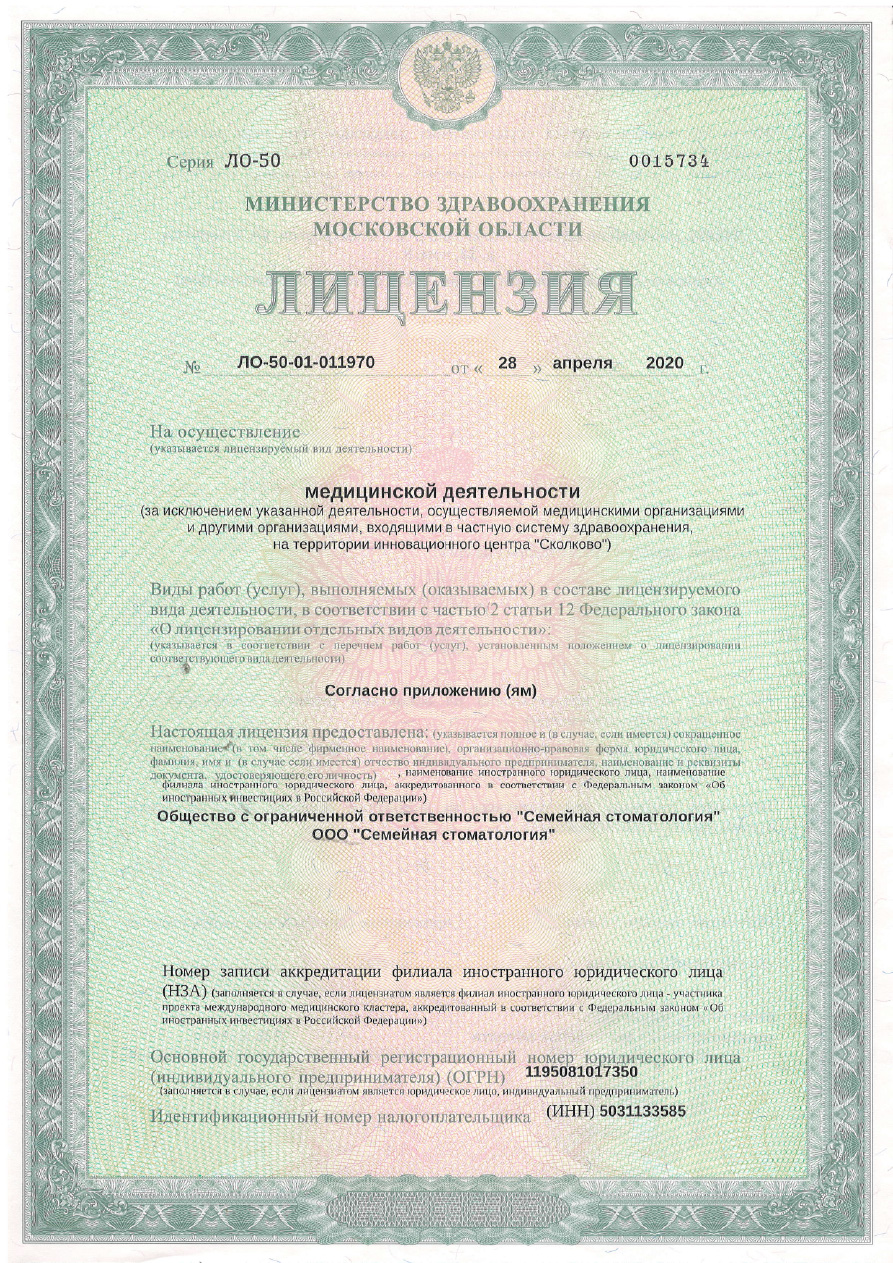 Серия ЛО-50 0015734
МИНИСТЕРСТВО ЗДРАВООХРАНЕНИЯ
МОСКОВСКОЙ ОБЛАСТИ
ЛИЦЕНЗИЯ
№ ЛО-50-01-011970 от « 28 » апреля 2020 г.
На осуществление
(указывается лицензируемый вид деятельности)
медицинской деятельности
(за исключением указанной деятельности, осуществляемой медицинскими организациями
и другими организациями, входящими в частную систему здравоохранения,
на территории инновационного центра "Сколково")
Виды работ (услуг), выполняемых (оказываемых) в составе лицензируемого
вида деятельности, в соответствии с частью 2 статьи 12 Федерального закона
«О лицензировании отдельных видов деятельности»:
(указывается в соответствии с перечнем работ (услуг), установленным положением о лицензировании
соответствующего вида деятельности)
Согласно приложению (ям)
Настоящая лицензия предоставлена: (указывается полное и (в случае, если имеется) сокращенное
наименование (в том числе фирменное наименование), организационно-правовая форма юридического лица,
фамилия, имя и (в случае если имеется) отчество индивидуального предпринимателя, наименование и реквизиты
документа, удостоверяющего его личность) , наименование иностранного юридического лица, наименование
филиала иностранного юридического лица, аккредитованного в соответствии с Федеральным законом «Об
иностранных инвестициях в Российской Федерации»)
Общество с ограниченной ответственностью "Семейная стоматология"
ООО "Семейная стоматология"
Номер записи аккредитации филиала иностранного юридического лица
(НЗА) (заполняется в случае, если лицензиатом является филиал иностранного юридического лица - участника
проекта международного медицинского кластера, аккредитованный в соответствии с Федеральным законом «Об
иностранных инвестициях в Российской Федерации»)
Основной государственный регистрационный номер юридического лица
(индивидуального предпринимателя) (ОГРН) 1195081017350
(заполняется в случае, если лицензиатом является юридическое лицо, индивидуальный предприниматель)
Идентификационный номер налогоплательщика (ИНН) 5031133585